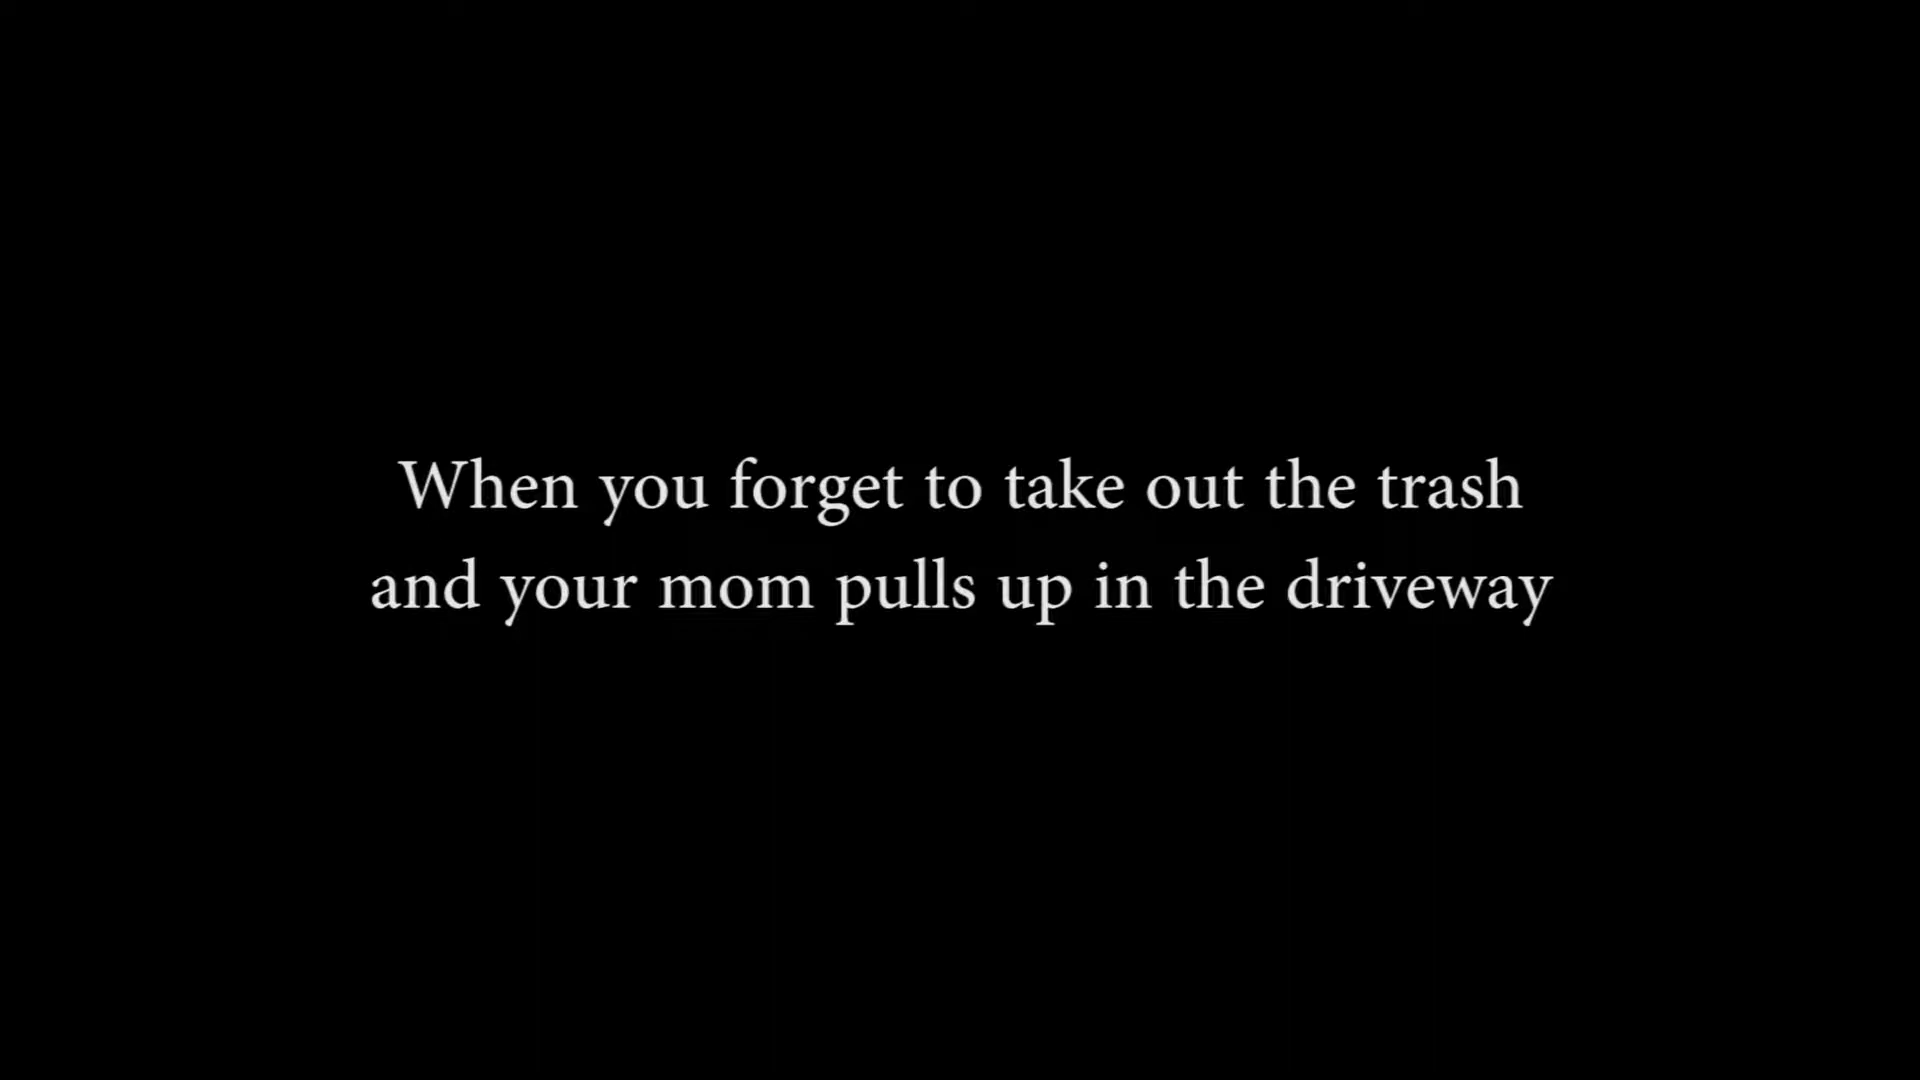 When you forget to take out the trash
and your mom pulls up in the driveway